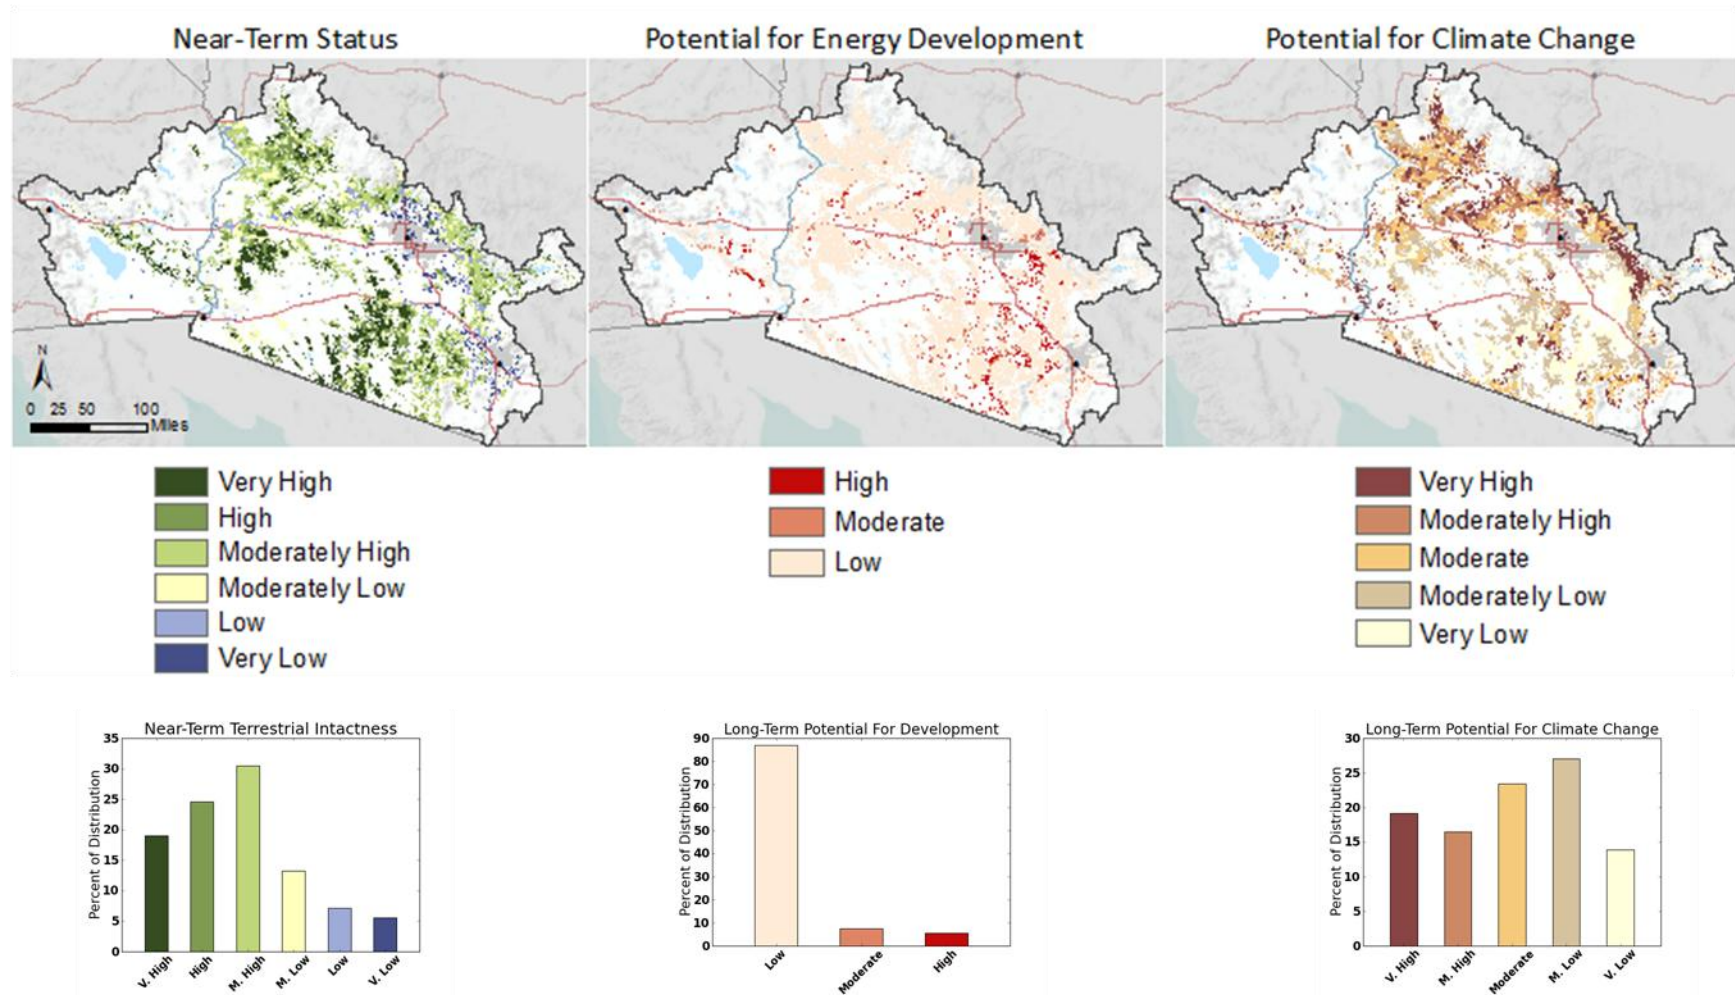 Near-Term Status
Potential for Energy Development
Potential for Climate Change
N
0 25 50 100
Miles
Very High
High
Moderately High
Moderately Low
Low
Very Low
High
Moderate
Low
Very High
Moderately High
Moderate
Moderately Low
Very Low
Near-Term Terrestrial Intactness
35
30
25
20
15
10
5
0
Percent of Distribution
V. High
High
M. High
M. Low
Low
V. Low
Long-Term Potential For Development
90
80
70
60
50
40
30
20
10
0
Percent of Distribution
Low
Moderate
High
Long-Term Potential For Climate Change
30
25
20
15
10
5
0
Percent of Distribution
V. High
M. High
Moderate
M. Low
V. Low